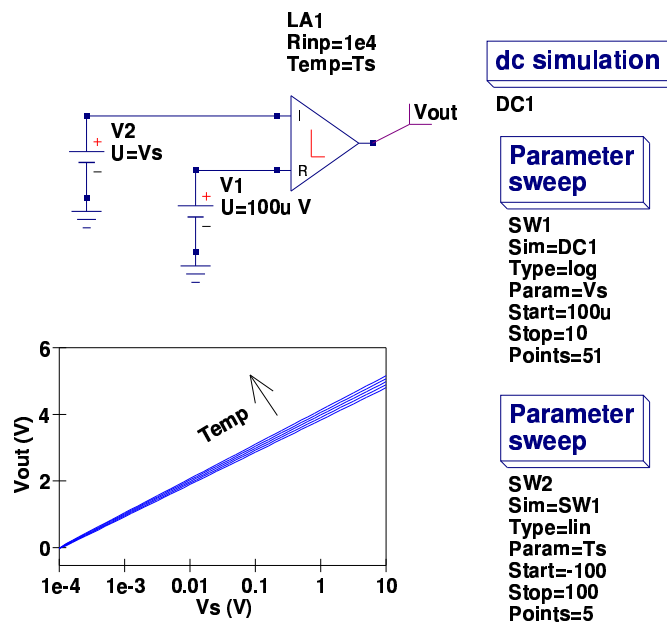 LA1
Rinp=1e4
Temp=Ts
V2
U=Vs
I
R
Vout
V1
U=100u V
+
-
+
-
dc simulation
DC1
Parameter
sweep
SW1
Sim=DC1
Type=log
Param=Vs
Start=100u
Stop=10
Points=51
Parameter
sweep
SW2
Sim=SW1
Type=lin
Param=Ts
Start=-100
Stop=100
Points=5
Vout (V)
6
4
2
0
Temp
1e-4
1e-3
0.01
0.1
1
10
Vs (V)